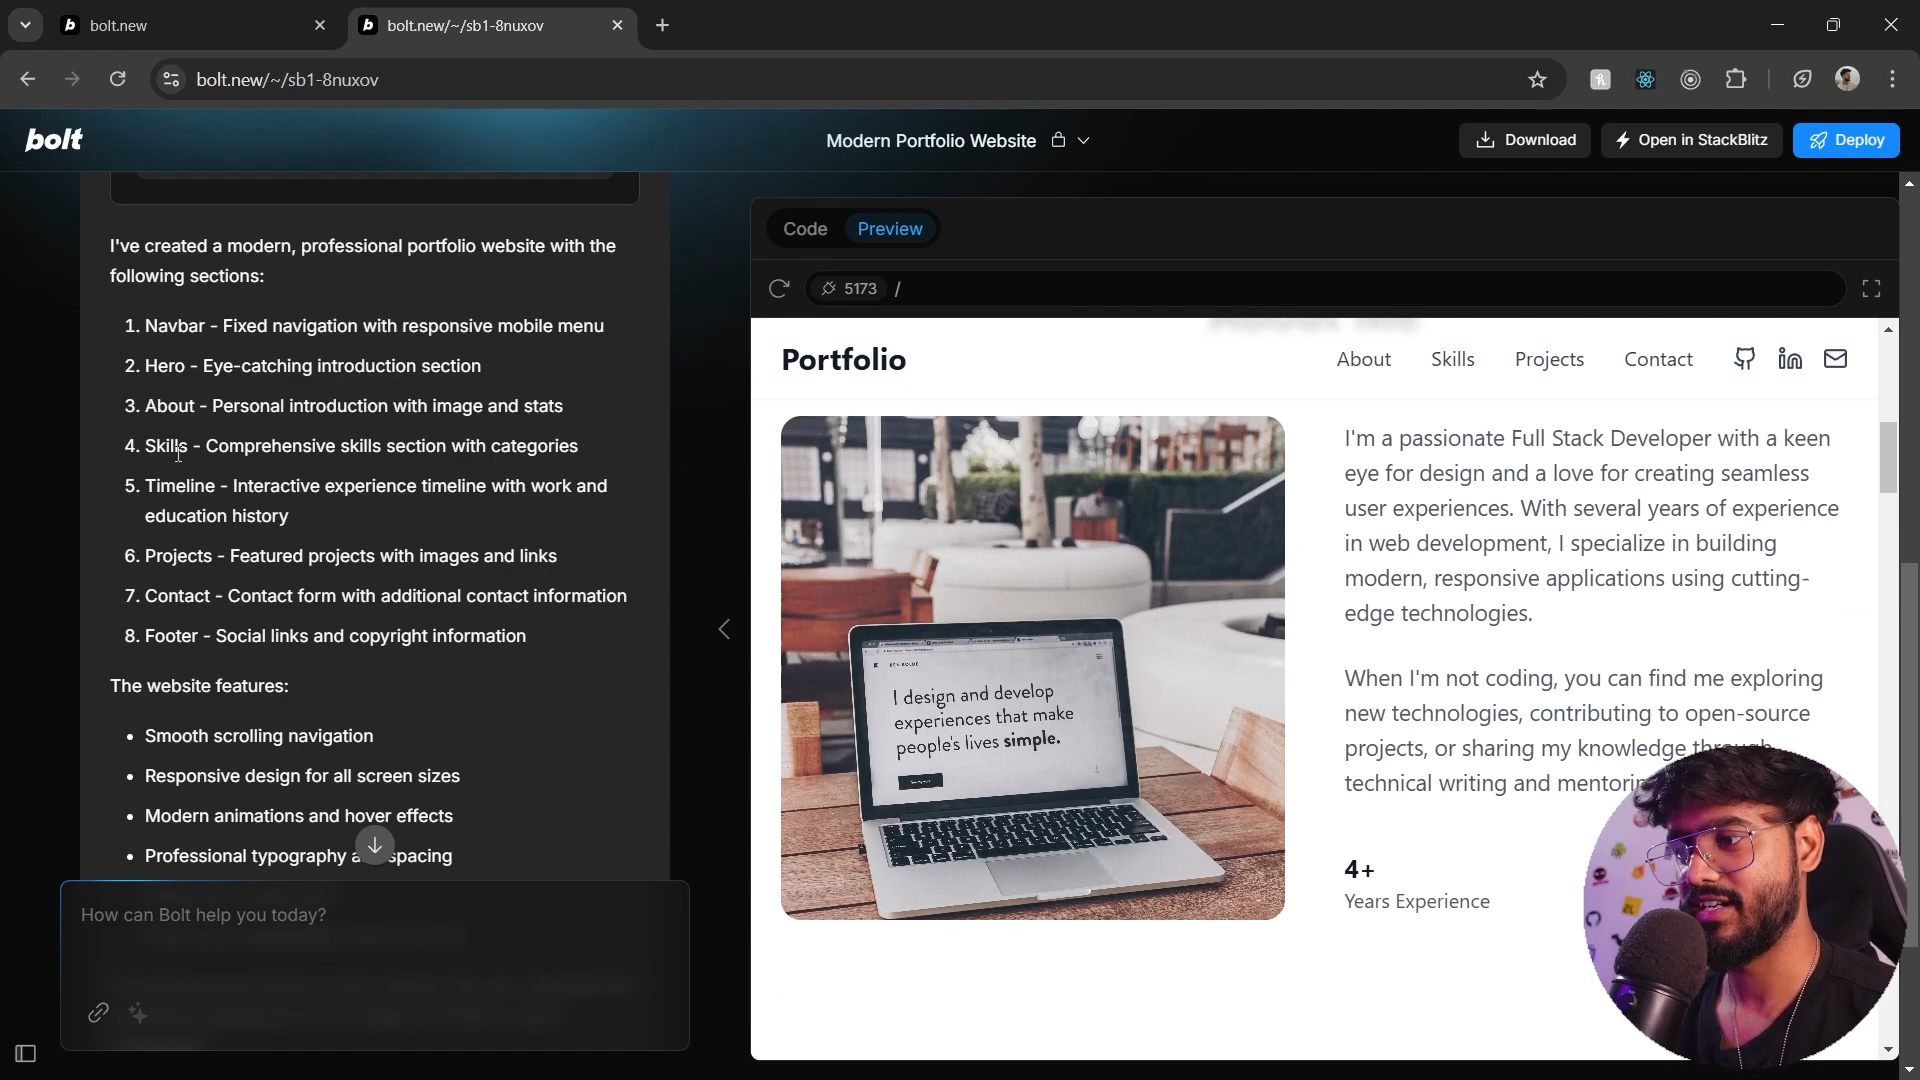 bolt.new
bolt.new/~/sb1-8nuxov
bolt.new/~/sb1-8nuxov
bolt
Modern Portfolio Website
Download
Open in StackBlitz
Deploy
I've created a modern, professional portfolio website with the
following sections:
1. Navbar - Fixed navigation with responsive mobile menu
2. Hero - Eye-catching introduction section
3. About - Personal introduction with image and stats
4. Skills - Comprehensive skills section with categories
5. Timeline - Interactive experience timeline with work and
education history
6. Projects - Featured projects with images and links
7. Contact - Contact form with additional contact information
8. Footer - Social links and copyright information
The website features:
• Smooth scrolling navigation
• Responsive design for all screen sizes
• Modern animations and hover effects
• Professional typography spacing
How can Bolt help you today?
Code
Preview
5173 /
Portfolio
About
Skills
Projects
Contact
I design and develop
experiences that make
people's lives simple.
I'm a passionate Full Stack Developer with a keen
eye for design and a love for creating seamless
user experiences. With several years of experience
in web development, I specialize in building
modern, responsive applications using cutting-
edge technologies.
When I'm not coding, you can find me exploring
new technologies, contributing to open-source
projects, or sharing my knowledge through
technical writing and
4+
Years Experience